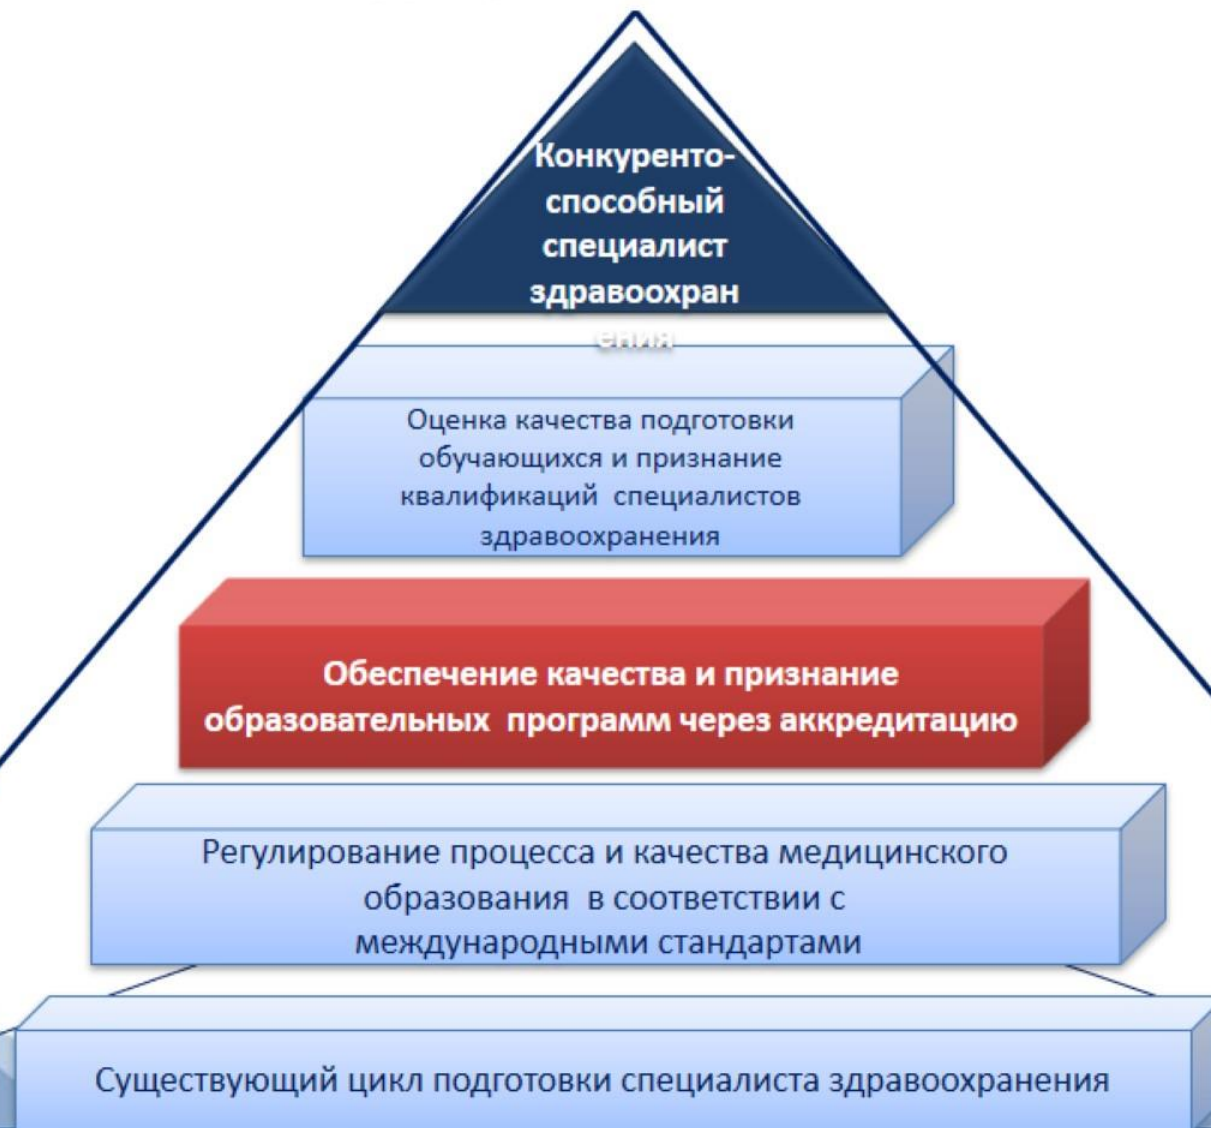 Конкуренто-
способный
специалист
здравоохран
ения
Оценка качества подготовки
обучающихся и признание
квалификаций специалистов
здравоохранения
Обеспечение качества и признание
образовательных программ через аккредитацию
Регулирование процесса и качества медицинского
образования в соответствии с
международными стандартами
Существующий цикл подготовки специалиста здравоохранения